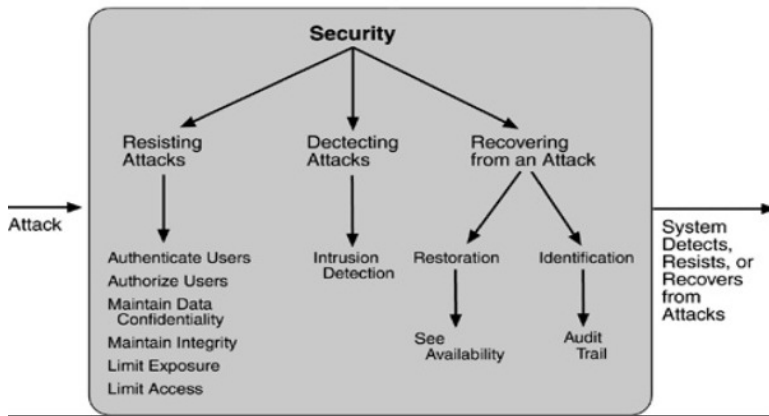 Security
Resisting
Attacks
Dectecting
Attacks
Recovering
from an Attack
Attack
Authenticate Users
Authorize Users
Maintain Data
Confidentiality
Maintain Integrity
Limit Exposure
Limit Access
Intrusion
Detection
Restoration
See
Availability
Identification
Audit
Trail
System
Detects,
Resists, or
Recovers
from
Attacks